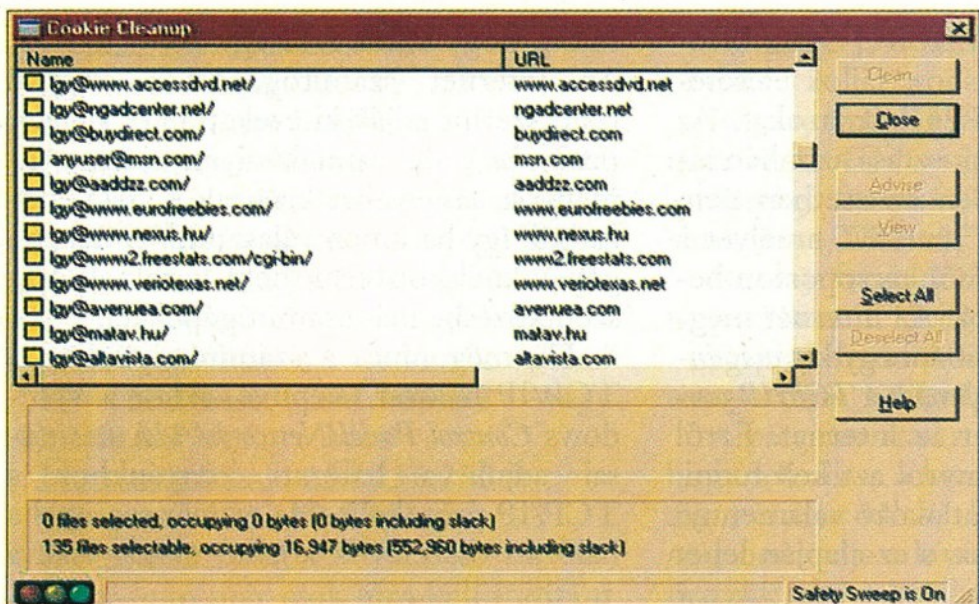 Cookie Cleanup
Name URL
lgy@www.accessdvd.net/ www.accessdvd.net
lgy@ngadcenter.net/ ngadcenter.net
lgy@buydirect.com/ buydirect.com
anyuser@msn.com/ msn.com
lgy@aaddzz.com/ aaddzz.com
lgy@www.eurofreebies.com/ www.eurofreebies.com
lgy@www.nexus.hu/ www.nexus.hu
lgy@www2.freestats.com/cgi-bin/ www2.freestats.com
lgy@www.veriotexas.net/ www.veriotexas.net
lgy@avenuea.com/ avenuea.com
lgy@matav.hu/ matav.hu
lgy@altavista.com/ altavista.com
Clean...
Close
Advise
View
Select All
Deselect All
Help
0 files selected, occupying 0 bytes (0 bytes including slack)
135 files selectable, occupying 16,947 bytes (552,960 bytes including slack)
Safety Sweep is On